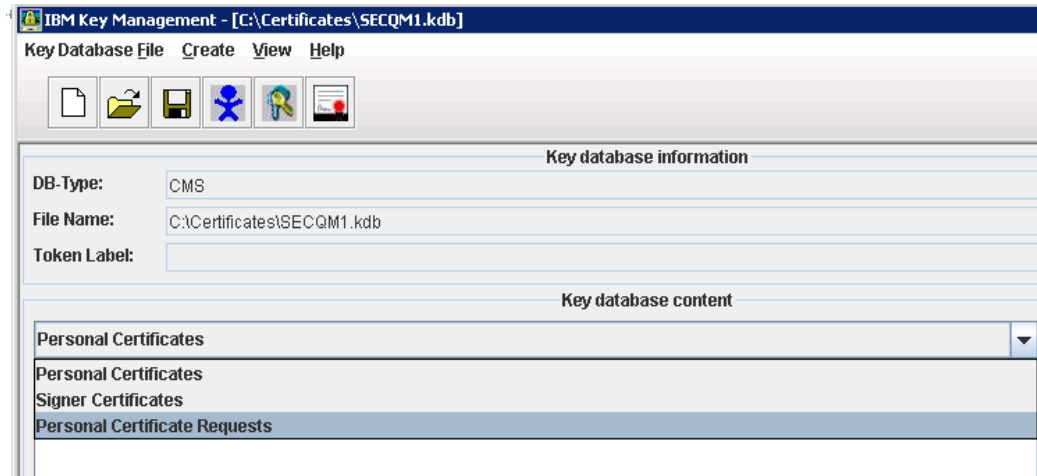 IBM Key Management - [C:\Certificates\SECQM1.kdb]
Key Database File Create View Help
Key database information
DB-Type: CMS
File Name: C:\Certificates\SECQM1.kdb
Token Label:
Key database content
Personal Certificates
Personal Certificates
Signer Certificates
Personal Certificate Requests